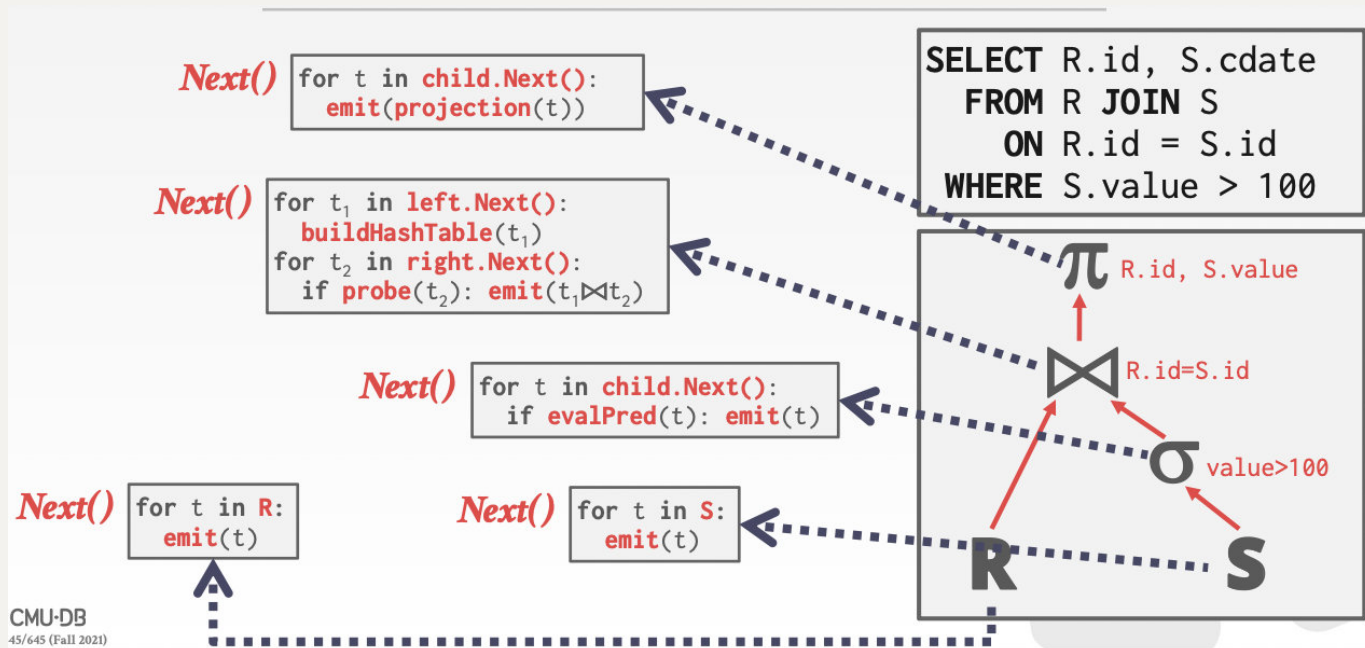 Next()
for t in child.Next():
emit(projection(t))
SELECT R.id, S.cdate
FROM R JOIN S
ON R.id = S.id
WHERE S.value > 100
Next()
for t₁ in left.Next():
buildHashTable(t₁)
for t₂ in right.Next():
if probe(t₂): emit(t₁⋈t₂)
π R.id, S.value
⋈ R.id=S.id
Next()
for t in child.Next():
if evalPred(t): emit(t)
σ value>100
Next()
for t in R:
emit(t)
Next()
for t in S:
emit(t)
R
S
CMU·DB
45/645 (Fall 2021)